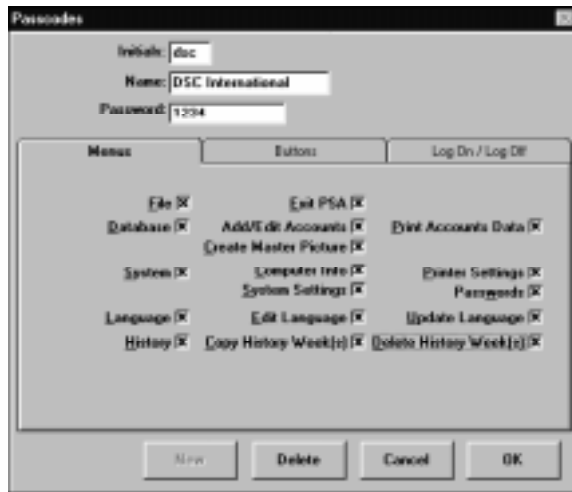 Passcodes
Initials: dsc
Name: DSC International
Password: 1234
Menus Buttons Log On / Log Off
File Exit PSA
Database Add/Edit Accounts Print Accounts Data
Create Master Picture
System Computer Info Printer Settings
System Settings Passwords
Language Edit Language Update Language
History Copy History Week(s) Delete History Week(s)
New Delete Cancel OK